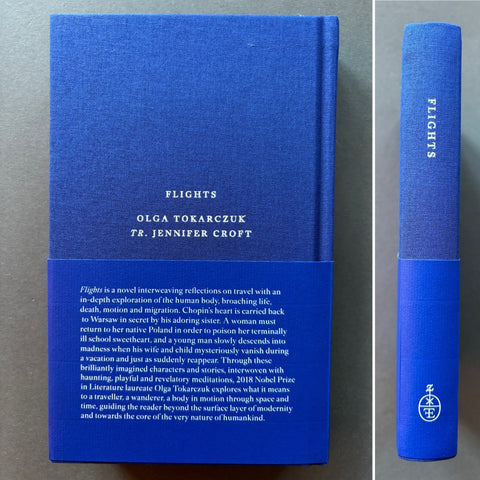 FLIGHTS
OLGA TOKARCZUK
TR. JENNIFER CROFT
Flights is a novel interweaving reflections on travel with an
in-depth exploration of the human body, broaching life,
death, motion and migration. Chopin's heart is carried back
to Warsaw in secret by his adoring sister. A woman must
return to her native Poland in order to poison her terminally
ill school sweetheart, and a young man slowly descends into
madness when his wife and child mysteriously vanish during
a vacation and just as suddenly reappear. Through these
brilliantly imagined characters and stories, interwoven with
haunting, playful and revelatory meditations, 2018 Nobel Prize
in Literature laureate Olga Tokarczuk explores what it means
to a traveller, a wanderer, a body in motion through space and
time, guiding the reader beyond the surface layer of modernity
and towards the core of the very nature of humankind.
FLIGHTS